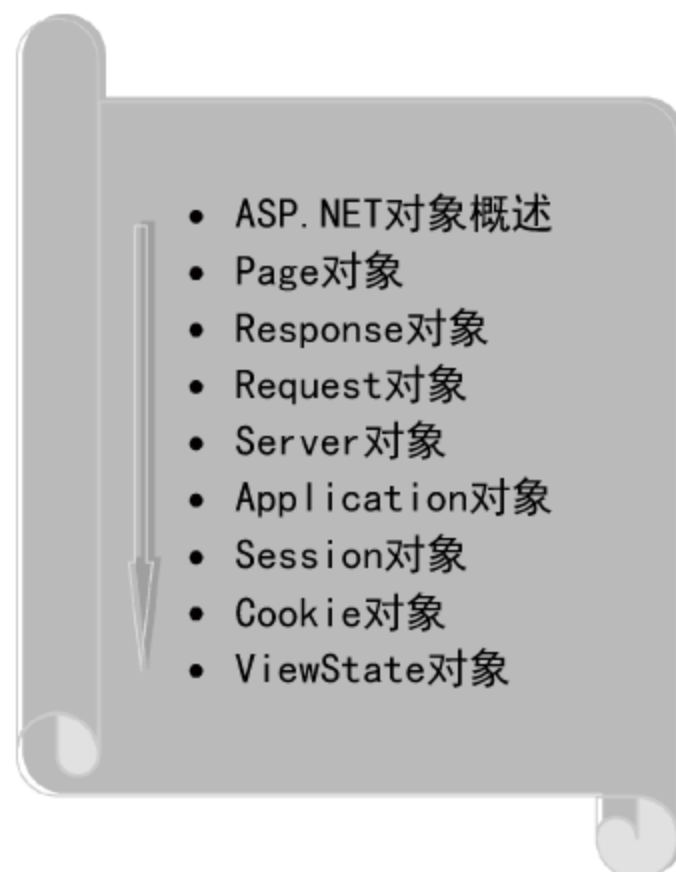 • ASP.NET对象概述
• Page对象
• Response对象
• Request对象
• Server对象
• Application对象
• Session对象
• Cookie对象
• ViewState对象